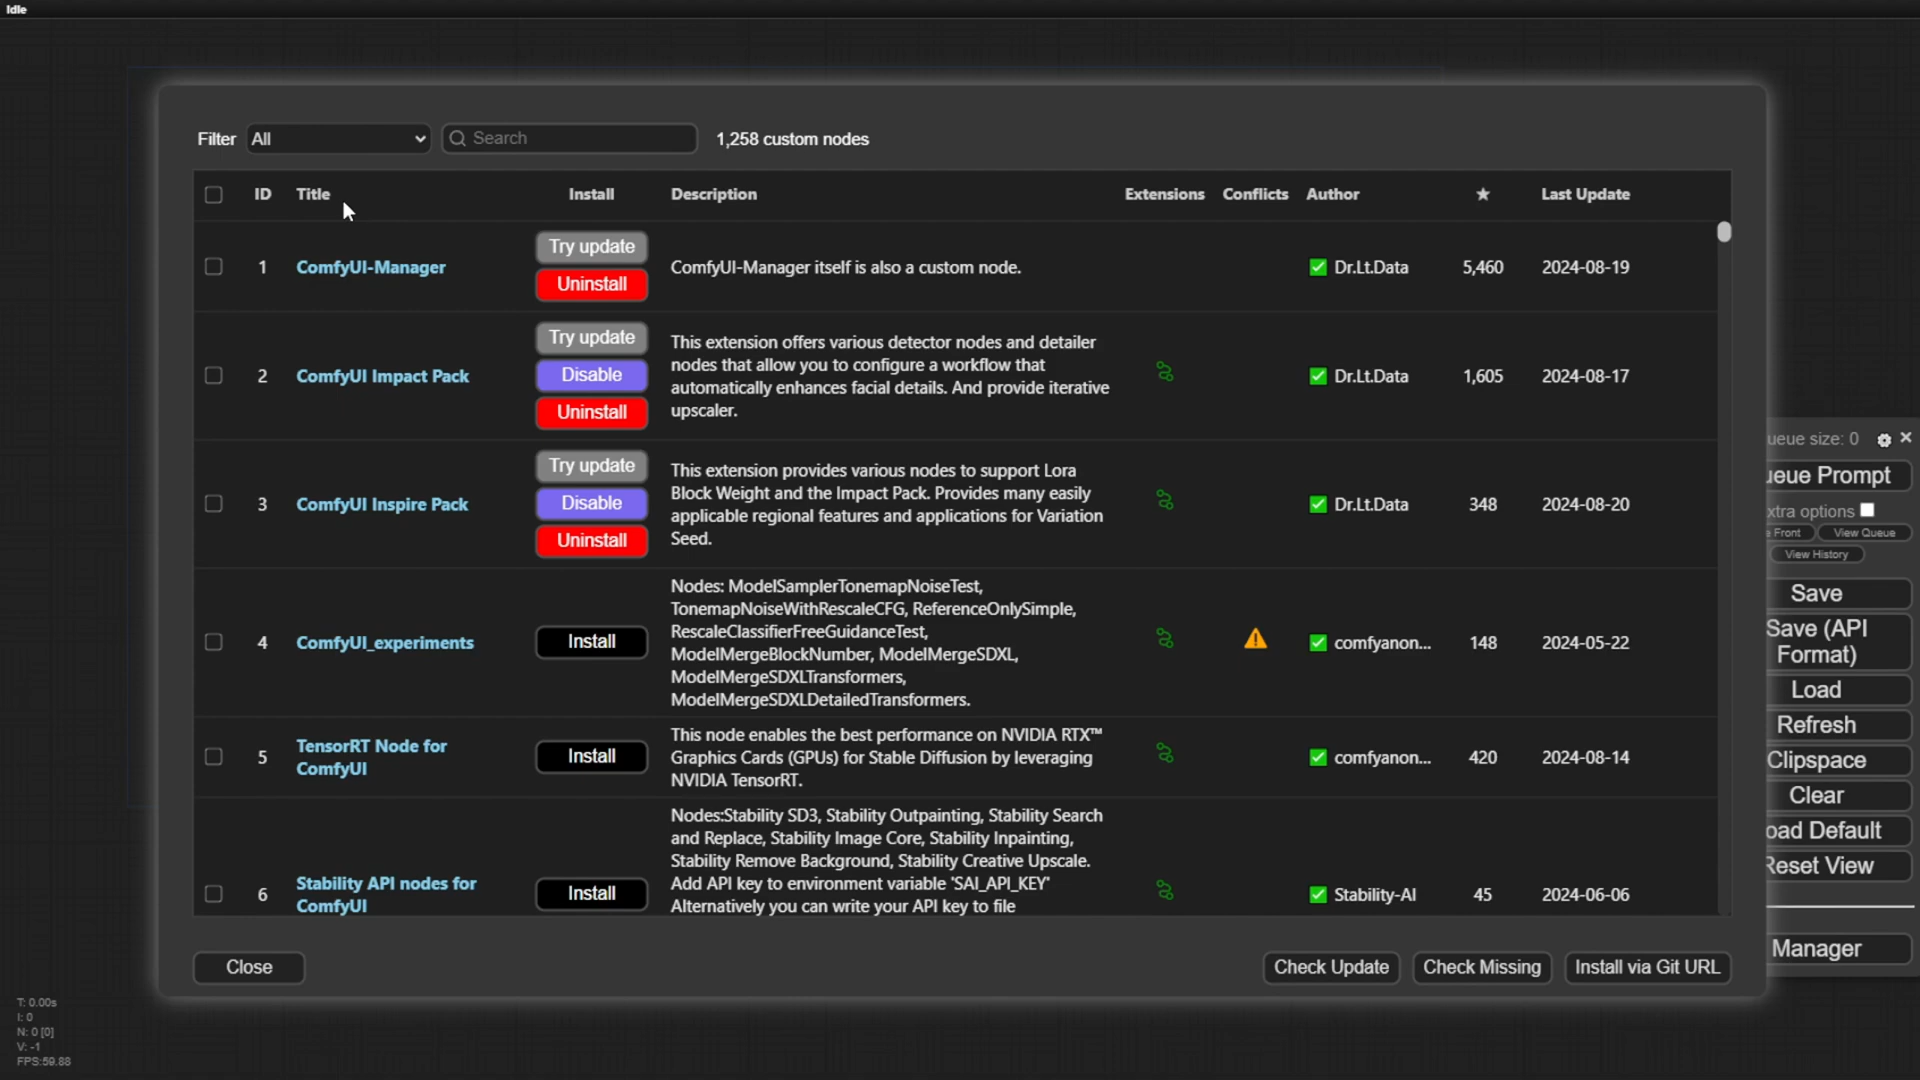 Idle
Filter All Search 1,258 custom nodes
ID Title Install Description Extensions Conflicts Author ★ Last Update
1 ComfyUI-Manager Try update Uninstall ComfyUI-Manager itself is also a custom node. ✅ Dr.Lt.Data 5,460 2024-08-19
2 ComfyUI Impact Pack
Try update
Disable
Uninstall
This extension offers various detector nodes and detailer
nodes that allow you to configure a workflow that
automatically enhances facial details. And provide iterative
upscaler.
✅ Dr.Lt.Data 1,605 2024-08-17
3 ComfyUI Inspire Pack
Try update
Disable
Uninstall
This extension provides various nodes to support Lora
Block Weight and the Impact Pack. Provides many easily
applicable regional features and applications for Variation
Seed.
✅ Dr.Lt.Data 348 2024-08-20
4 ComfyUI_experiments
Install
Nodes: ModelSamplerTonemapNoiseTest,
TonemapNoiseWithRescaleCFG, ReferenceOnlySimple,
RescaleClassifierFreeGuidanceTest,
ModelMergeBlockNumber, ModelMergeSDXL,
ModelMergeSDXLTransformers,
ModelMergeSDXLDetailedTransformers.
✅ comfyanon... 148 2024-05-22
5 TensorRT Node for
ComfyUI
Install
This node enables the best performance on NVIDIA RTX™
Graphics Cards (GPUs) for Stable Diffusion by leveraging
NVIDIA TensorRT.
✅ comfyanon... 420 2024-08-14
6 Stability API nodes for
ComfyUI
Install
Nodes:Stability SD3, Stability Outpainting, Stability Search
and Replace, Stability Image Core, Stability Inpainting,
Stability Remove Background, Stability Creative Upscale.
Add API key to environment variable 'SAI_API_KEY'
Alternatively you can write your API key to file
✅ Stability-AI 45 2024-06-06
Close Check Update Check Missing Install via Git URL
ueue size: 0
ueue Prompt
xtra options
e Front View Queue
View History
Save
Save (API
Format)
Load
Refresh
Clipspace
Clear
oad Default
Reset View
Manager
T: 0.00s
I: 0
N: 0 [0]
V: -1
FPS:59.88